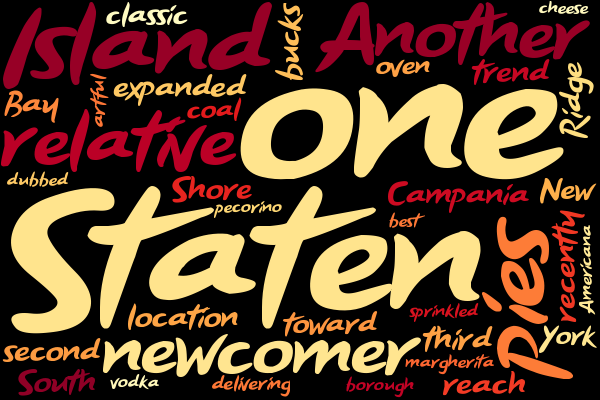 classic
cheese
Island
bucks
Another
oven
trend
expanded
artful
Bay
coal
Ridge
one
relative
dubbed
Shore
pecorino
Campania
New
best
Staten
pies
recently
Americana
location
toward
sprinkled
third
York
second
newcomer
margherita
South
vodka
delivering
borough
reach